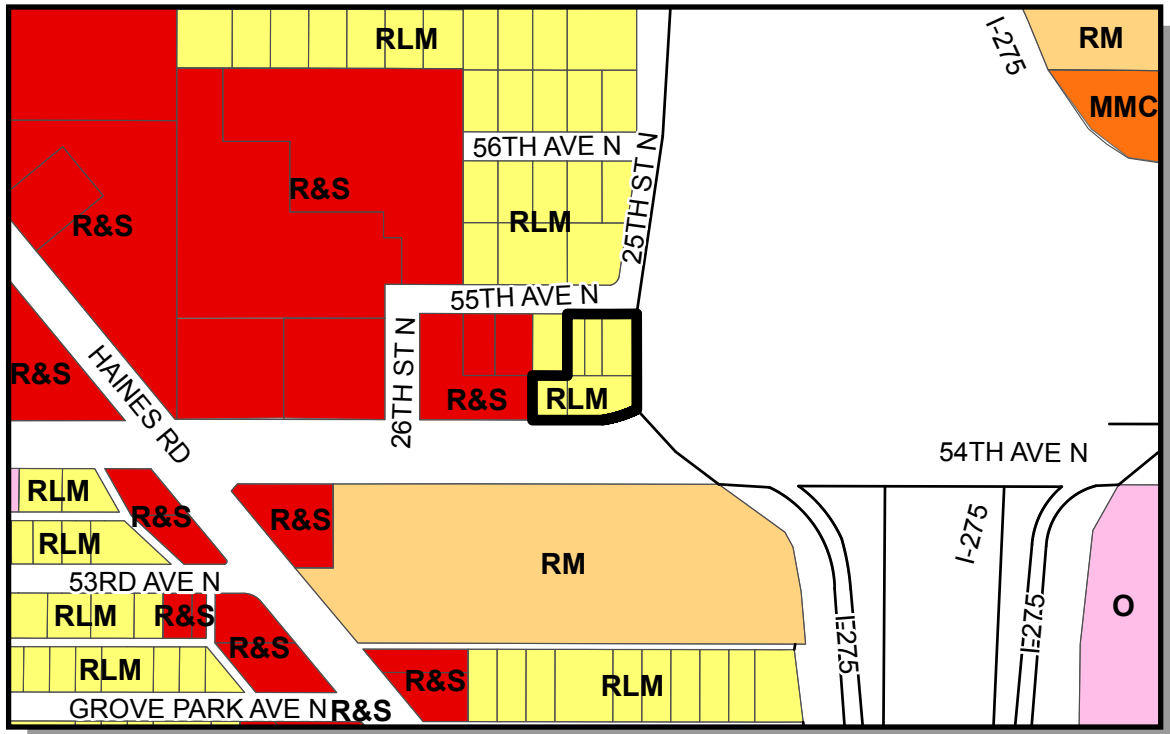 RLM
I-275
RM
MMC
56TH AVE N
25TH ST N
R&S
R&S
RLM
55TH AVE N
R&S
HAINES RD
26TH ST N
R&S
RLM
54TH AVE N
RLM
R&S
R&S
I-275
RLM
RM
53RD AVE N
RLM
R&S
O
R&S
I-275
I-275
RLM
R&S
RLM
GROVE PARK AVE N
R&S